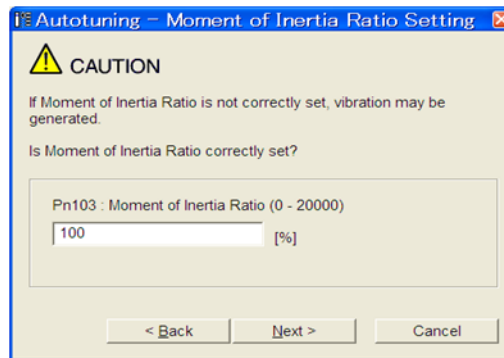 Autotuning - Moment of Inertia Ratio Setting
CAUTION
If Moment of Inertia Ratio is not correctly set, vibration may be
generated.
Is Moment of Inertia Ratio correctly set?
Pn103 : Moment of Inertia Ratio (0 - 20000)
100 [%]
< Back Next > Cancel